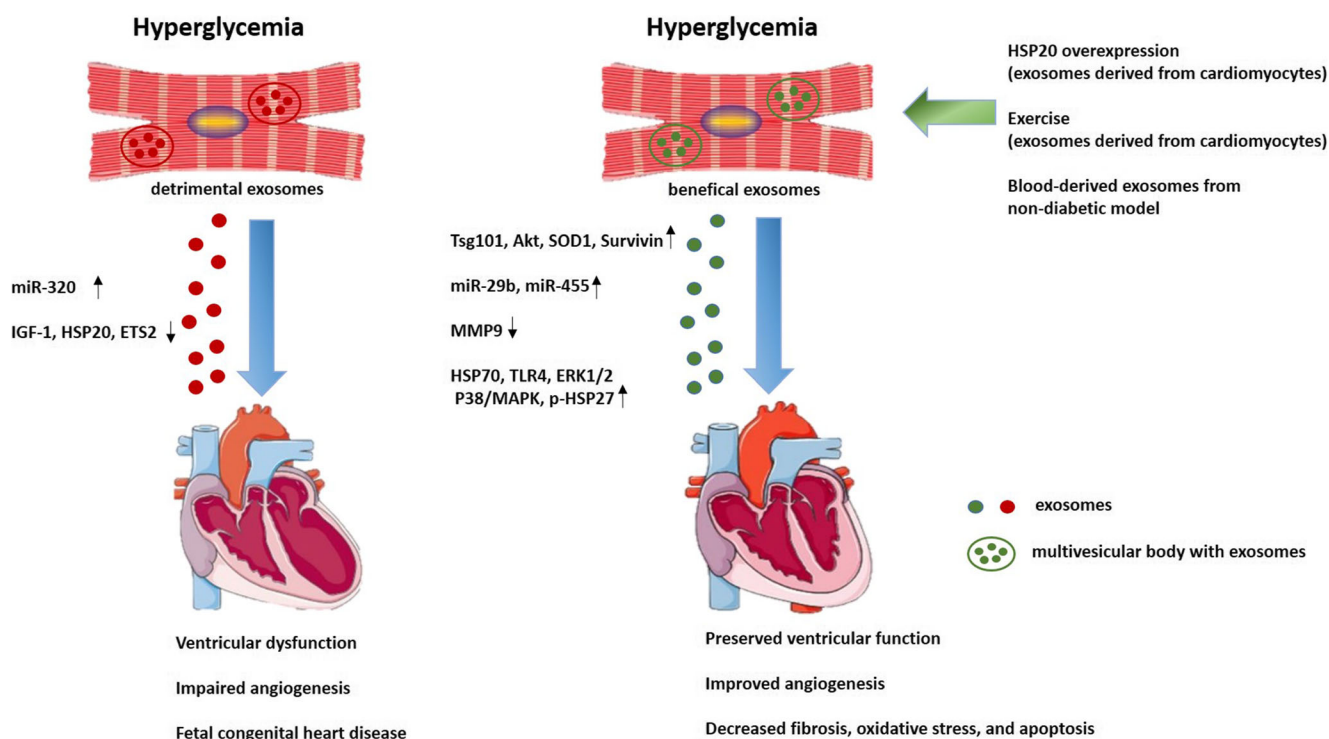 Hyperglycemia
detrimental exosomes
miR-320 ↑
IGF-1, HSP20, ETS2 ↓
Ventricular dysfunction
Impaired angiogenesis
Fetal congenital heart disease
Hyperglycemia
benefical exosomes
HSP20 overexpression
(exosomes derived from cardiomyocytes)
Exercise
(exosomes derived from cardiomyocytes)
Blood-derived exosomes from
non-diabetic model
Tsg101, Akt, SOD1, Survivin ↑
miR-29b, miR-455 ↑
MMP9 ↓
HSP70, TLR4, ERK1/2
P38/MAPK, p-HSP27 ↑
Preserved ventricular function
Improved angiogenesis
Decreased fibrosis, oxidative stress, and apoptosis
exosomes
multivesicular body with exosomes